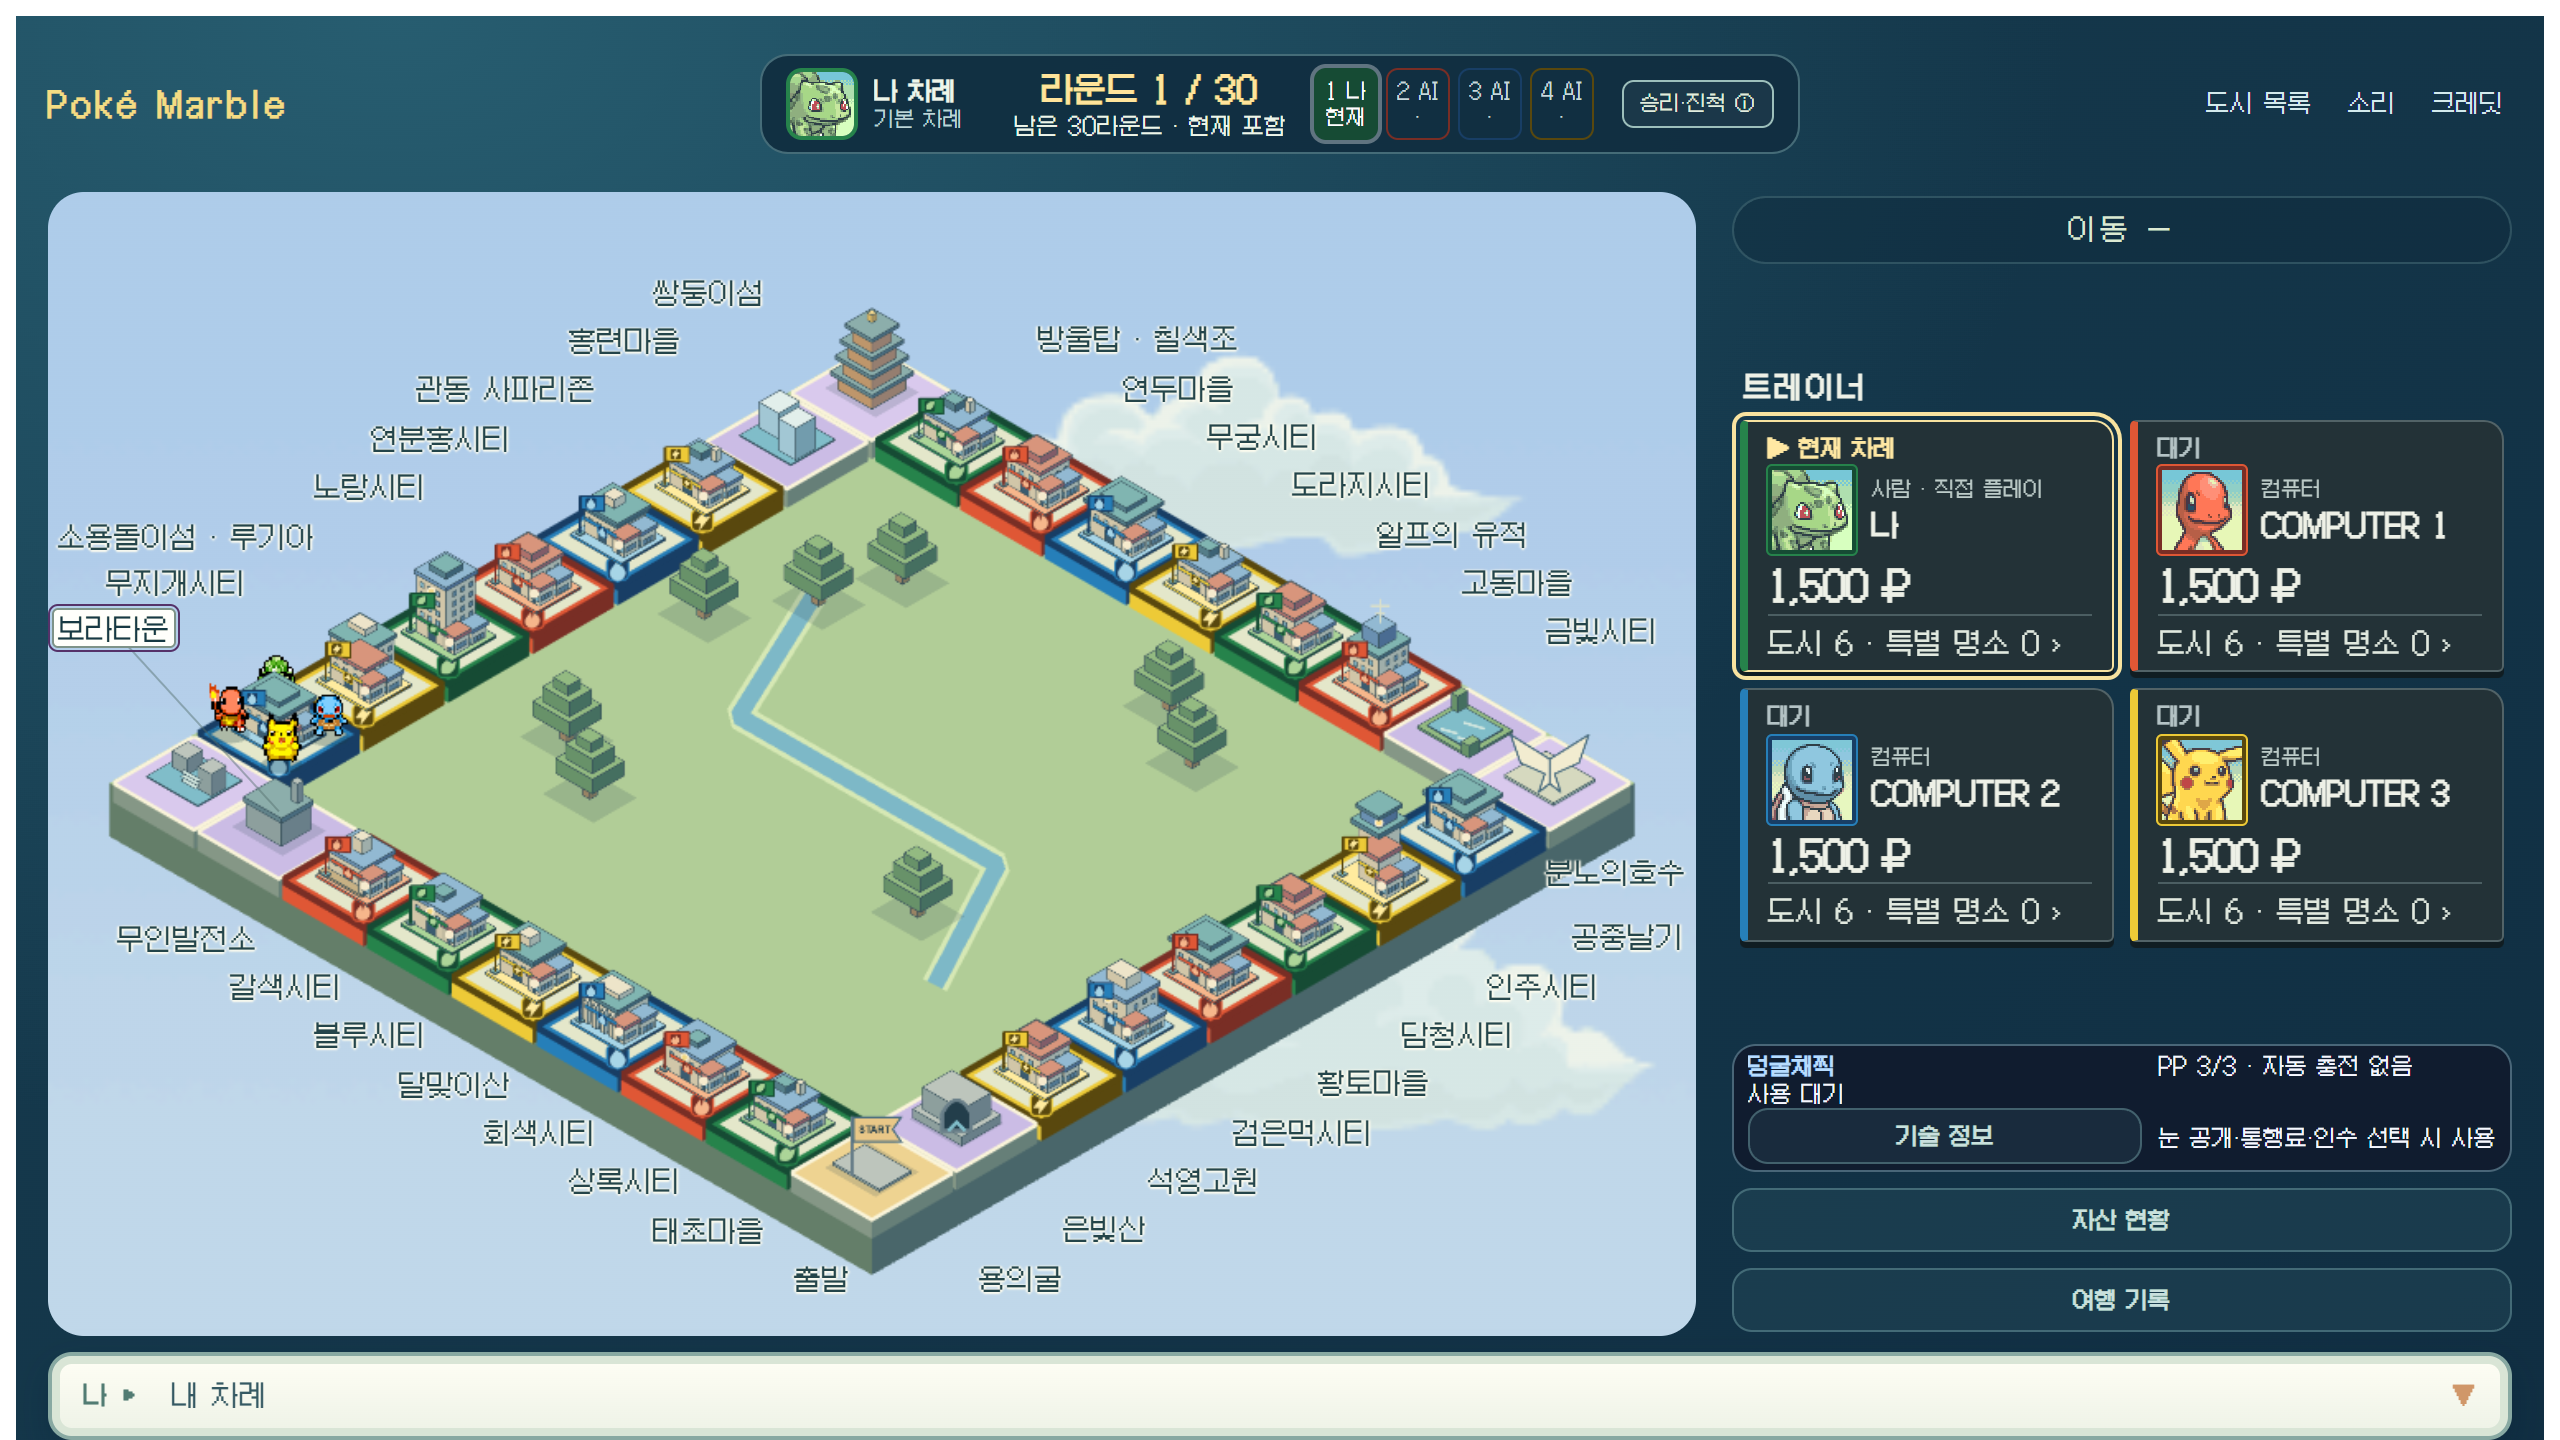 Poké Marble
나 차례
기본 차례
라운드 1 / 30
남은 30라운드 · 현재 포함
1 나
현재
2 AI
·
3 AI
·
4 AI
·
승리·진척 ⓘ
도시 목록
소리
크레딧
쌍둥이섬
홍련마을
관동 사파리존
연분홍시티
노랑시티
소용돌이섬 · 루기아
무지개시티
보라타운
방울탑 · 칠색조
연두마을
무궁시티
도라지시티
알프의 유적
고동마을
금빛시티
분노의호수
공중날기
인주시티
담청시티
황토마을
검은먹시티
석영고원
은빛산
용의굴
무인발전소
갈색시티
블루시티
달맞이산
회색시티
상록시티
태초마을
출발
START
이동 —
트레이너
▶ 현재 차례
사람 · 직접 플레이
나
1,500 ₽
도시 6 · 특별 명소 0 ›
대기
컴퓨터
COMPUTER 1
1,500 ₽
도시 6 · 특별 명소 0 ›
대기
컴퓨터
COMPUTER 2
1,500 ₽
도시 6 · 특별 명소 0 ›
대기
컴퓨터
COMPUTER 3
1,500 ₽
도시 6 · 특별 명소 0 ›
덩굴채찍
사용 대기
PP 3/3 · 자동 충전 없음
기술 정보
눈 공개·통행료·인수 선택 시 사용
자산 현황
여행 기록
나 ▶ 내 차례
▼